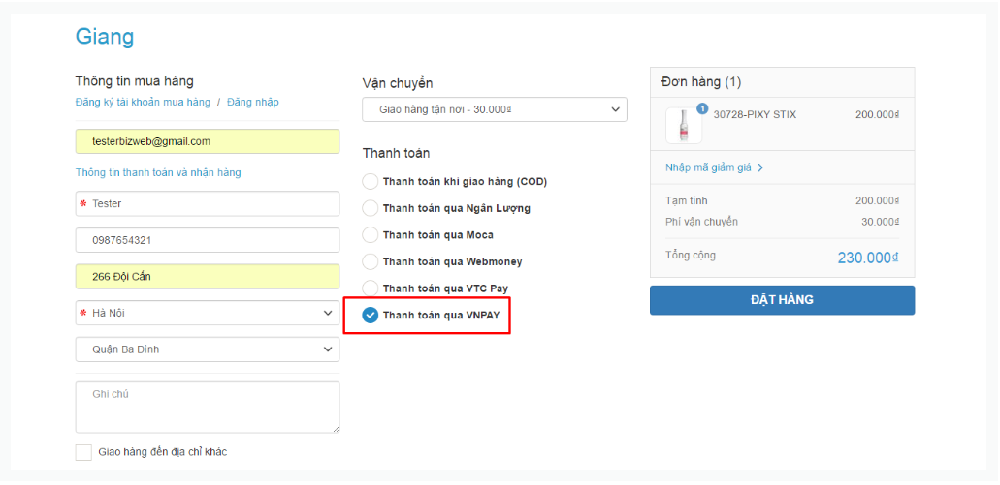 Giang
Thông tin mua hàng
Đăng ký tài khoản mua hàng / Đăng nhập
testerbizweb@gmail.com
Thông tin thanh toán và nhận hàng
* Tester
0987654321
266 Đội Cấn
* Hà Nội
Quận Ba Đình
Ghi chú
Giao hàng đến địa chỉ khác
Vận chuyển
Giao hàng tận nơi - 30.000₫
Thanh toán
Thanh toán khi giao hàng (COD)
Thanh toán qua Ngân Lượng
Thanh toán qua Moca
Thanh toán qua Webmoney
Thanh toán qua VTC Pay
Thanh toán qua VNPAY
Đơn hàng (1)
1
30728-PIXY STIX 200.000₫
Nhập mã giảm giá >
Tạm tính 200.000₫
Phí vận chuyển 30.000₫
Tổng cộng 230.000₫
ĐẶT HÀNG